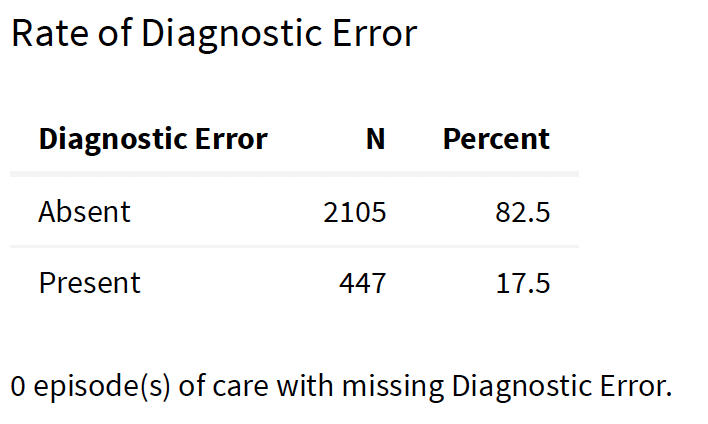 Rate of Diagnostic Error
Diagnostic Error N Percent
Absent 2105 82.5
Present 447 17.5
0 episode(s) of care with missing Diagnostic Error.